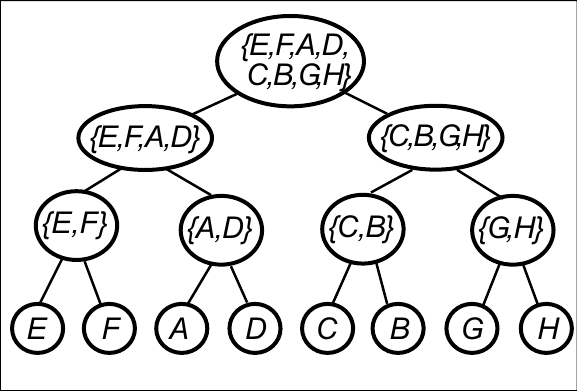 {E,F,A,D,
C,B,G,H}
{E,F,A,D}
{C,B,G,H}
{E,F}
{A,D}
{C,B}
{G,H}
E
F
A
D
C
B
G
H